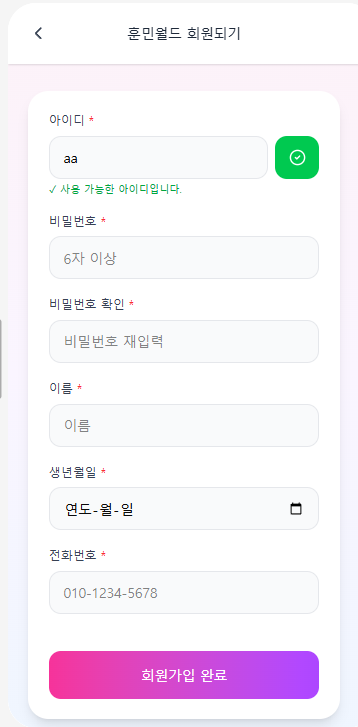 훈민월드 회원되기
아이디 *
aa
✓ 사용 가능한 아이디입니다.
비밀번호 *
6자 이상
비밀번호 확인 *
비밀번호 재입력
이름 *
이름
생년월일 *
연도-월-일
전화번호 *
010-1234-5678
회원가입 완료